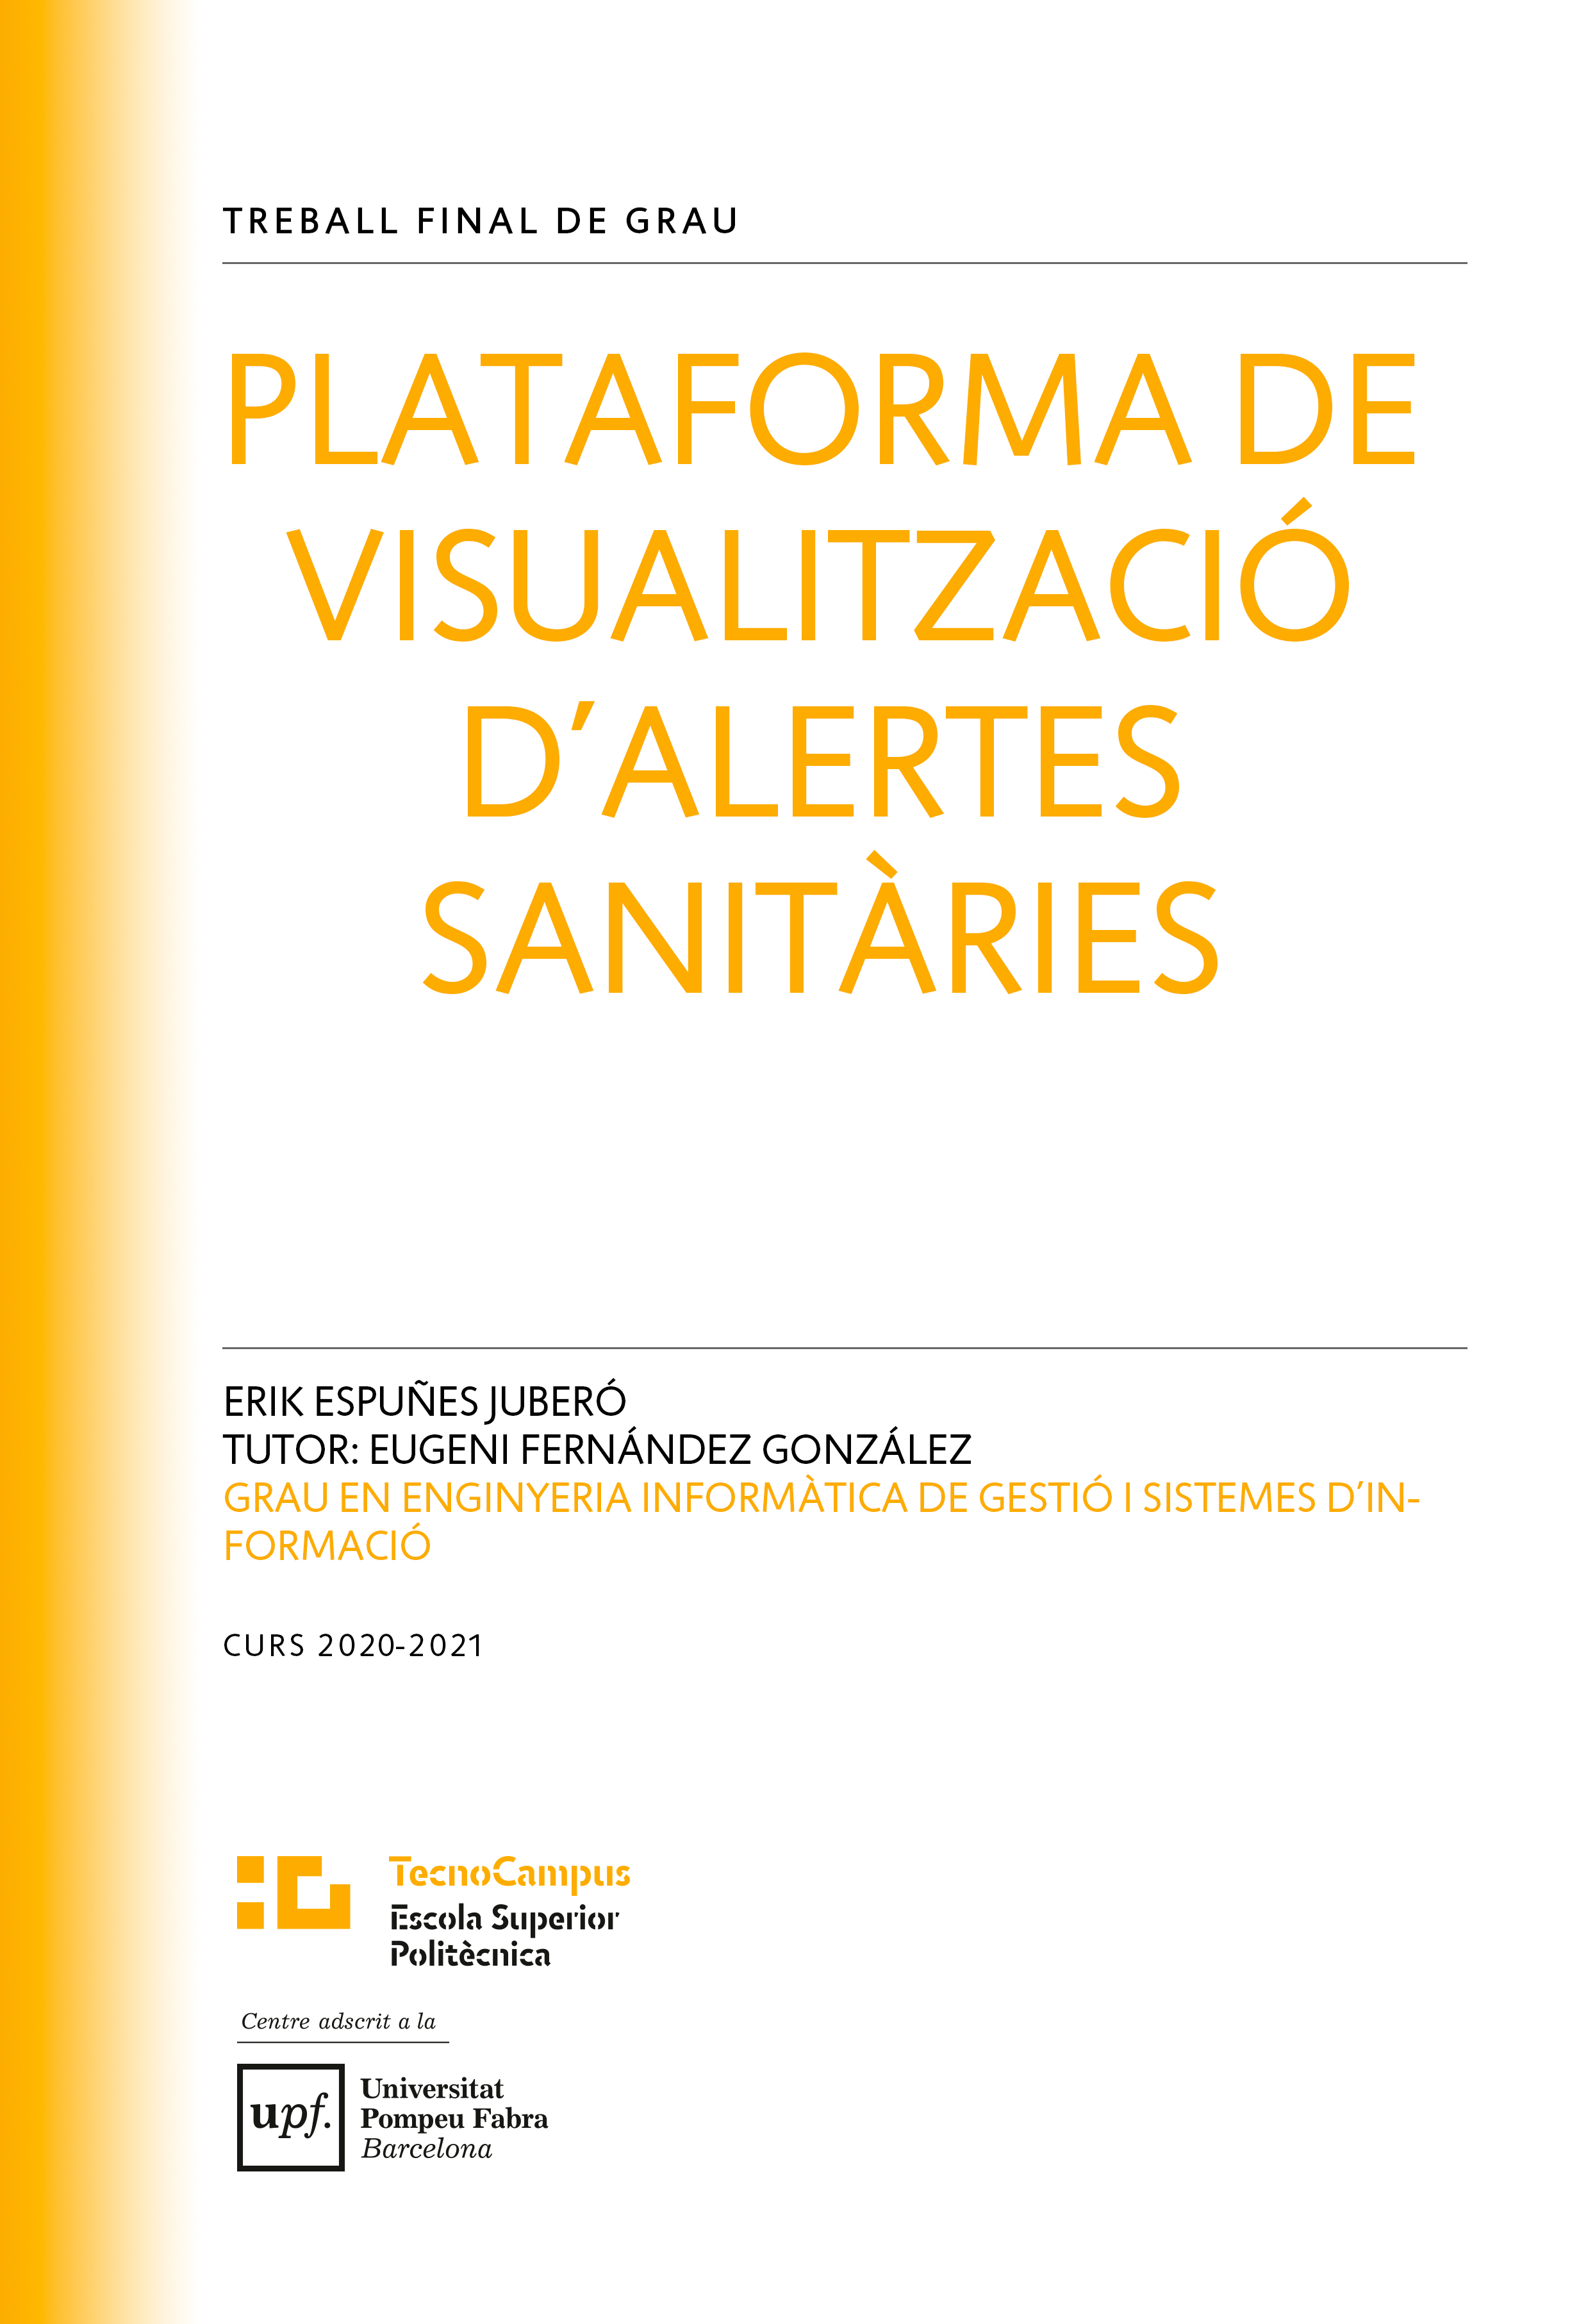 TREBALL FINAL DE GRAU
PLATAFORMA DE
VISUALITZACIÓ
D’ALERTES
SANITÀRIES
ERIK ESPUÑES JUBERÓ
TUTOR: EUGENI FERNÁNDEZ GONZÁLEZ
GRAU EN ENGINYERIA INFORMÀTICA DE GESTIÓ I SISTEMES D’IN-
FORMACIÓ
CURS 2020-2021
TecnoCampus
Escola Superior
Politècnica
Centre adscrit a la
upf.
Universitat
Pompeu Fabra
Barcelona